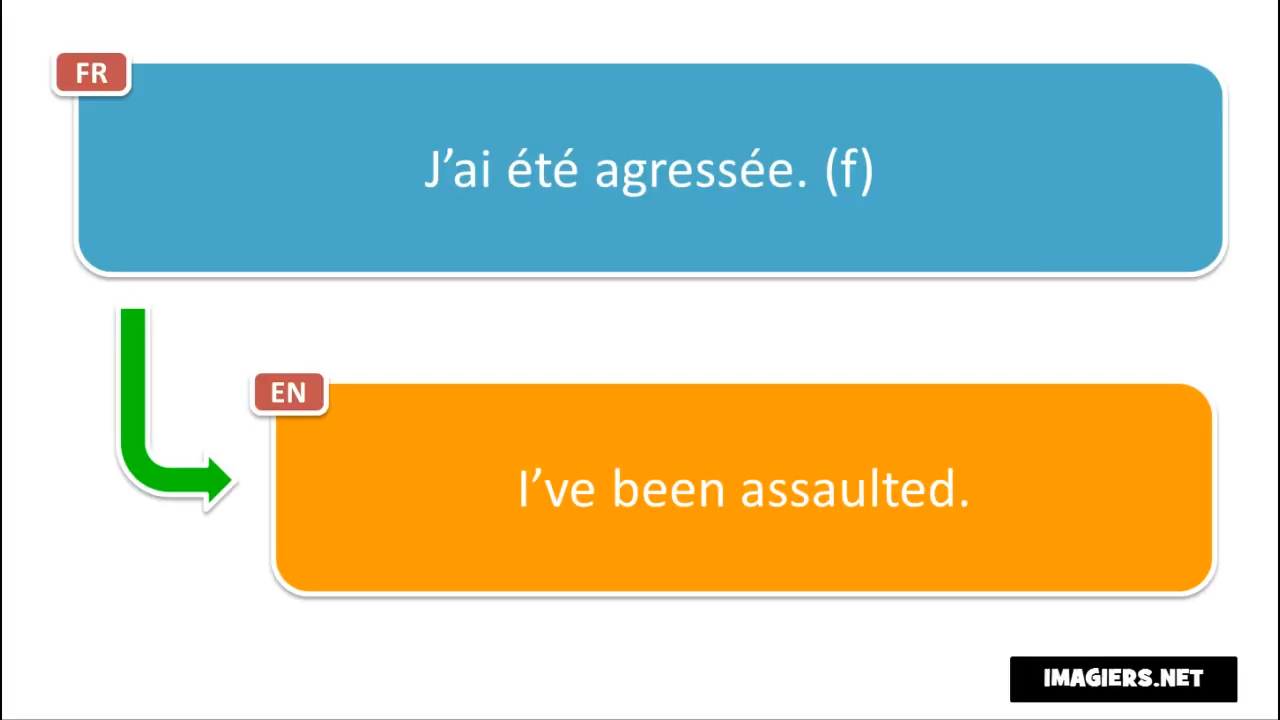 FR
J’ai été agressée. (f)
EN
I’ve been assaulted.
IMAGIERS.NET